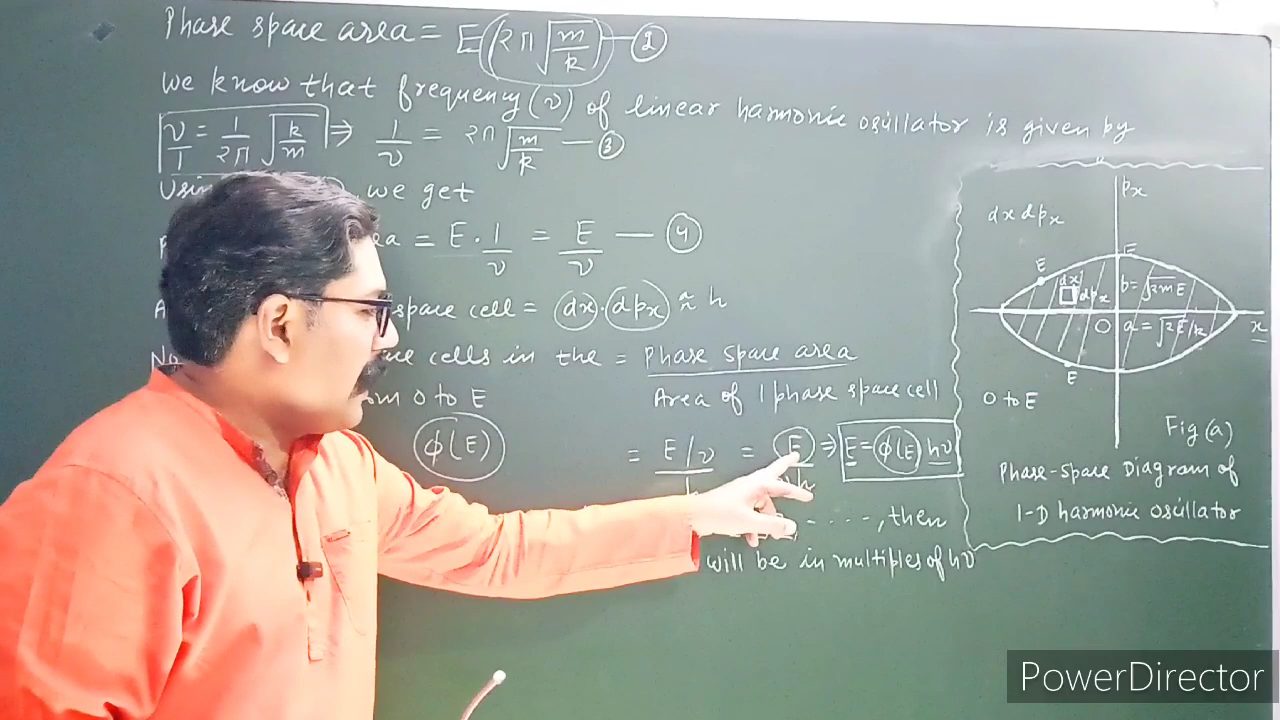 Phase space area = E(2π√m/k) — ②
We know that frequency (ν) of linear harmonic oscillator is given by
ν/1 = 1/2π √k/m ⇒ 1/ν = 2π√m/k — ③
we get
= E · 1/ν = E/ν — ④
space cell = (dx)·(dpx) ≈ h
cells in the = Phase space area
Area of 1 phase space cell
0 to E
φ(E)
= E/ν = E ⇒ E = φ(E) hν
....., then
will be in multiples of hν
px
dx dpx
E
E
dx
dpx
b = √2mE
O
a = √2E/k
x
E
0 to E
Fig (a)
Phase-Space Diagram of
1-D harmonic oscillator
PowerDirector